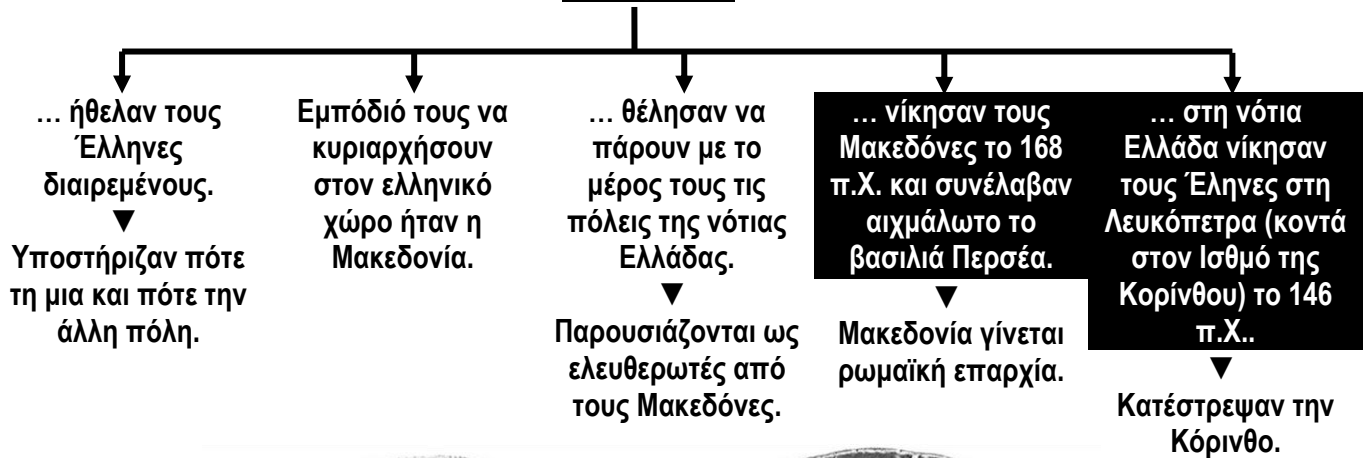 … ήθελαν τους
Έλληνες
διαιρεμένους.
▼
Υποστήριζαν πότε
τη μια και πότε την
άλλη πόλη.
Εμπόδιό τους να
κυριαρχήσουν
στον ελληνικό
χώρο ήταν η
Μακεδονία.
… θέλησαν να
πάρουν με το
μέρος τους τις
πόλεις της νότιας
Ελλάδας.
▼
Παρουσιάζονται ως
ελευθερωτές από
τους Μακεδόνες.
… νίκησαν τους
Μακεδόνες το 168
π.Χ. και συνέλαβαν
αιχμάλωτο το
βασιλιά Περσέα.
▼
Μακεδονία γίνεται
ρωμαϊκή επαρχία.
… στη νότια
Ελλάδα νίκησαν
τους Έληνες στη
Λευκόπετρα (κοντά
στον Ισθμό της
Κορίνθου) το 146
π.Χ..
▼
Κατέστρεψαν την
Κόρινθο.